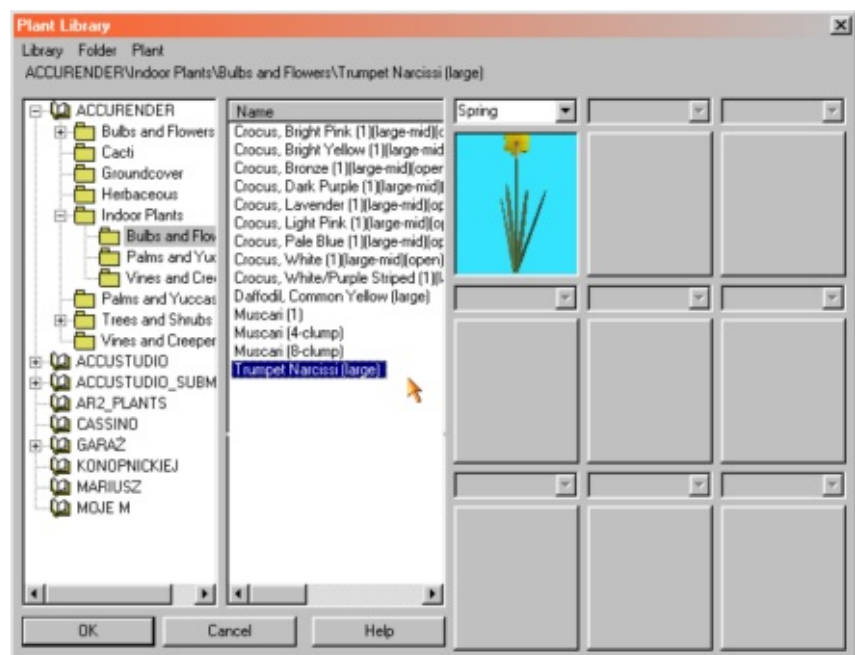 Plant Library
Library Folder Plant
ACCURENDER\Indoor Plants\Bulbs and Flowers\Trumpet Narcissi (large)
ACCURENDER
Bulbs and Flowers
Cacti
Groundcover
Herbaceous
Indoor Plants
Bulbs and Flow
Palms and Yuc
Vines and Cree
Palms and Yuccas
Trees and Shrubs
Vines and Creeper
ACCUSTUDIO
ACCUSTUDIO_SUBM
AR2_PLANTS
CASSINO
GARAŻ
KONOPNICKIEJ
MARIUSZ
MOJE M
Name
Crocus, Bright Pink (1)(large-mid)(c
Crocus, Bright Yellow (1)(large-mid
Crocus, Bronze (1)(large-mid)(oper
Crocus, Dark Purple (1)(large-mid)(
Crocus, Lavender (1)(large-mid)(op
Crocus, Light Pink (1)(large-mid)(o
Crocus, Pale Blue (1)(large-mid)(op
Crocus, White (1)(large-mid)(open)
Crocus, White/Purple Striped (1)(l
Daffodil, Common Yellow (large)
Muscari (1)
Muscari (4-clump)
Muscari (8-clump)
Trumpet Narcissi (large)
Spring
OK Cancel Help